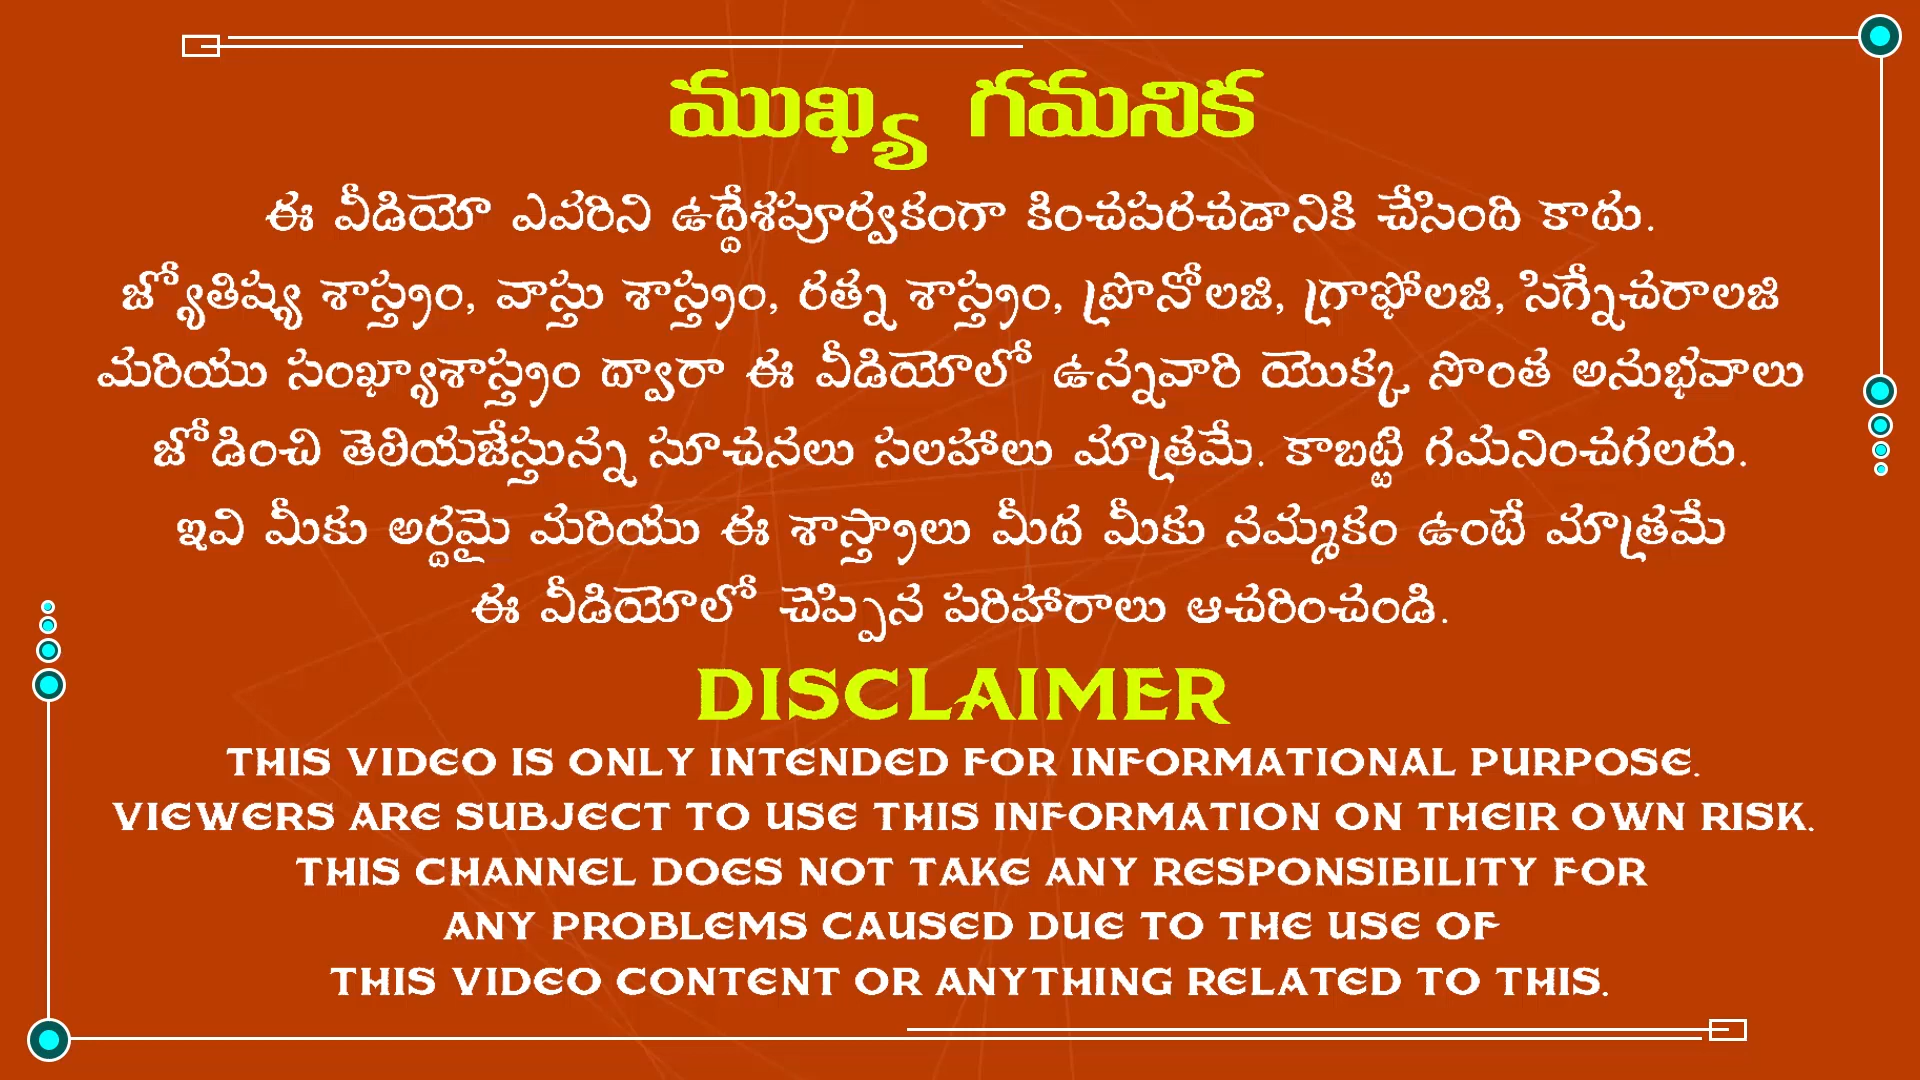 ముఖ్య గమనిక
ఈ వీడియో ఎవరిని ఉద్దేశపూర్వకంగా కించపరచడానికి చేసింది కాదు.
జ్యోతిష్య శాస్త్రం, వాస్తు శాస్త్రం, రత్న శాస్త్రం, ప్రొనోలజి, గ్రాఫోలజి, సిగ్నేచరాలజి
మరియు సంఖ్యాశాస్త్రం ద్వారా ఈ వీడియోలో ఉన్నవారి యొక్క సొంత అనుభవాలు
జోడించి తెలియజేస్తున్న సూచనలు సలహాలు మాత్రమే. కాబట్టి గమనించగలరు.
ఇవి మీకు అర్థమై మరియు ఈ శాస్త్రాలు మీద మీకు నమ్మకం ఉంటే మాత్రమే
ఈ వీడియోలో చెప్పిన పరిహారాలు ఆచరించండి.
DISCLAIMER
THIS VIDEO IS ONLY INTENDED FOR INFORMATIONAL PURPOSE.
VIEWERS ARE SUBJECT TO USE THIS INFORMATION ON THEIR OWN RISK.
THIS CHANNEL DOES NOT TAKE ANY RESPONSIBILITY FOR
ANY PROBLEMS CAUSED DUE TO THE USE OF
THIS VIDEO CONTENT OR ANYTHING RELATED TO THIS.